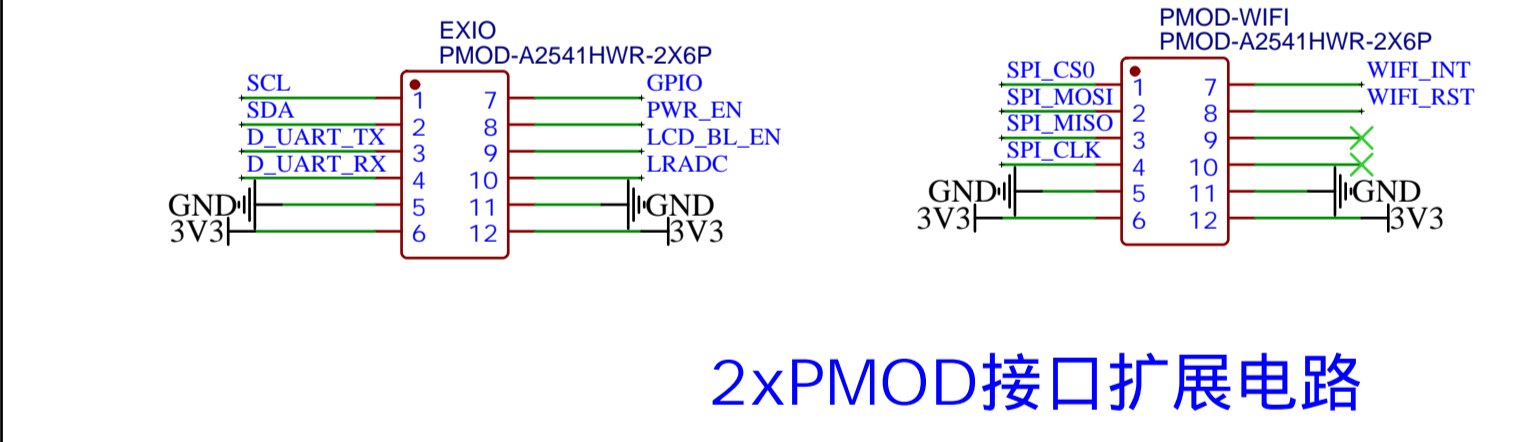 EXIO
PMOD-A2541HWR-2X6P
SCL
SDA
D_UART_TX
D_UART_RX
GND
3V3
1
2
3
4
5
6
7
8
9
10
11
12
GPIO
PWR_EN
LCD_BL_EN
LRADC
GND
3V3
PMOD-WIFI
PMOD-A2541HWR-2X6P
SPI_CS0
SPI_MOSI
SPI_MISO
SPI_CLK
GND
3V3
1
2
3
4
5
6
7
8
9
10
11
12
WIFI_INT
WIFI_RST
GND
3V3
2xPMOD接口扩展电路